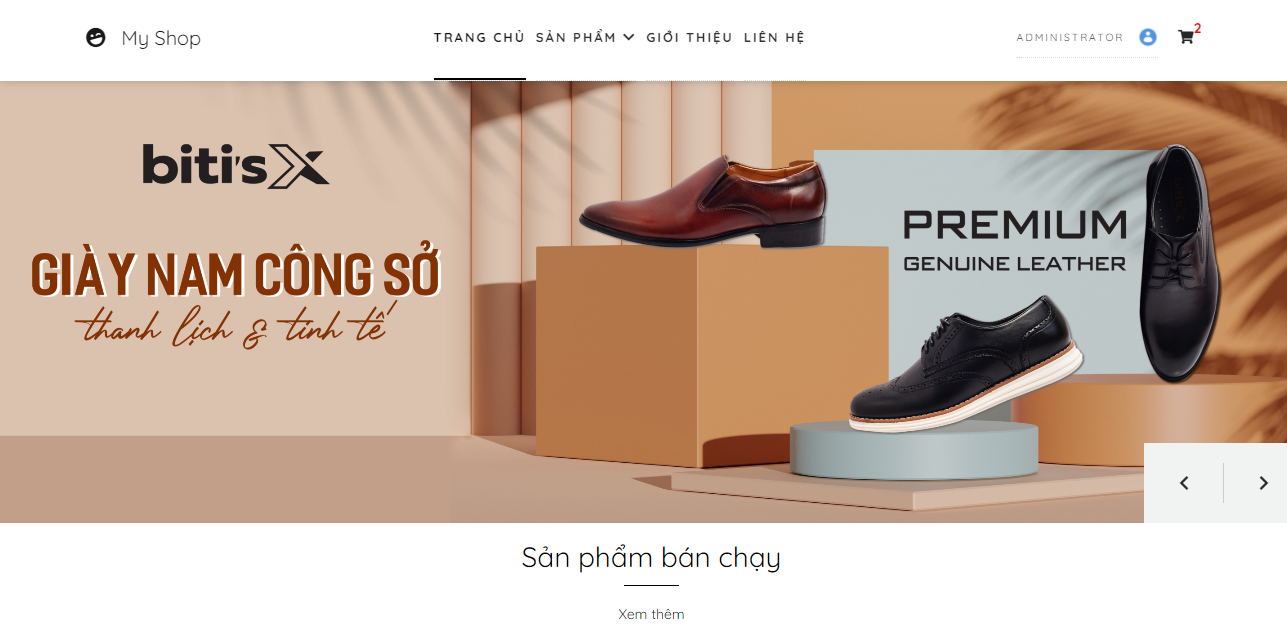 My Shop
TRANG CHỦ SẢN PHẨM GIỚI THIỆU LIÊN HỆ
ADMINISTRATOR
2
biti'sX
GIÀY NAM CÔNG SỞ
thanh lịch & tinh tế
PREMIUM
GENUINE LEATHER
Sản phẩm bán chạy
Xem thêm